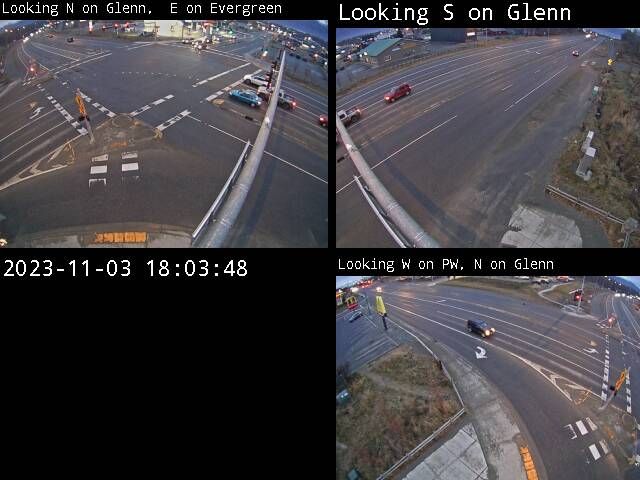 Looking N on Glenn,  E on Evergreen
Looking S on Glenn
2023-11-03 18:03:48
Looking W on PW, N on Glenn